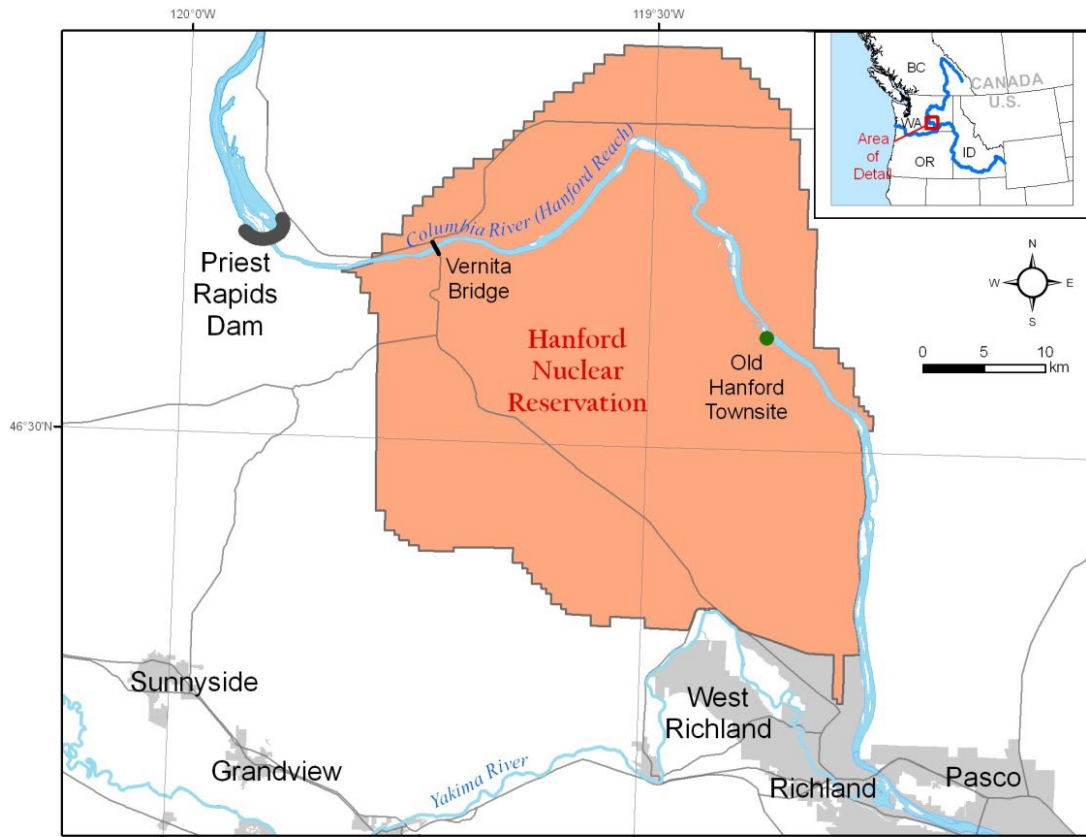 120°0'W
119°30'W
BC
CANADA
U.S.
WA
Area
of
Detail
ID
OR
Columbia River (Hanford Reach)
Priest
Rapids
Dam
Vernita
Bridge
N
W
E
S
Hanford
Nuclear
Reservation
0 5 10
km
Old
Hanford
Townsite
46°30'N
Sunnyside
West
Richland
Grandview
Yakima River
Richland
Pasco